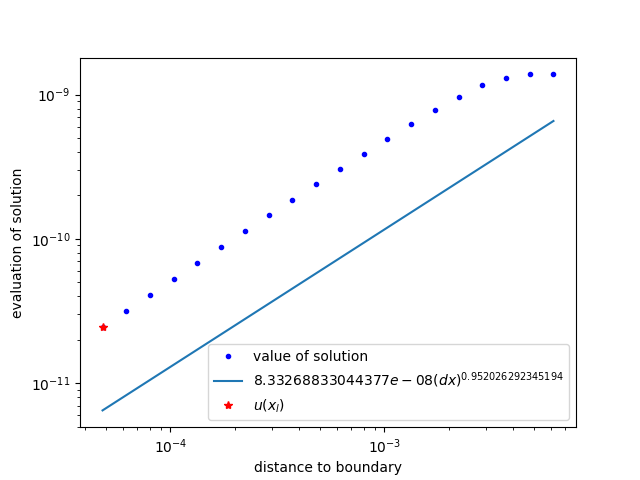 evaluation of solution
10^{-9}
10^{-10}
10^{-11}
value of solution
8.33268833044377e − 08(dx)^{0.952026292345194}
u(x_l)
10^{-4}
10^{-3}
distance to boundary